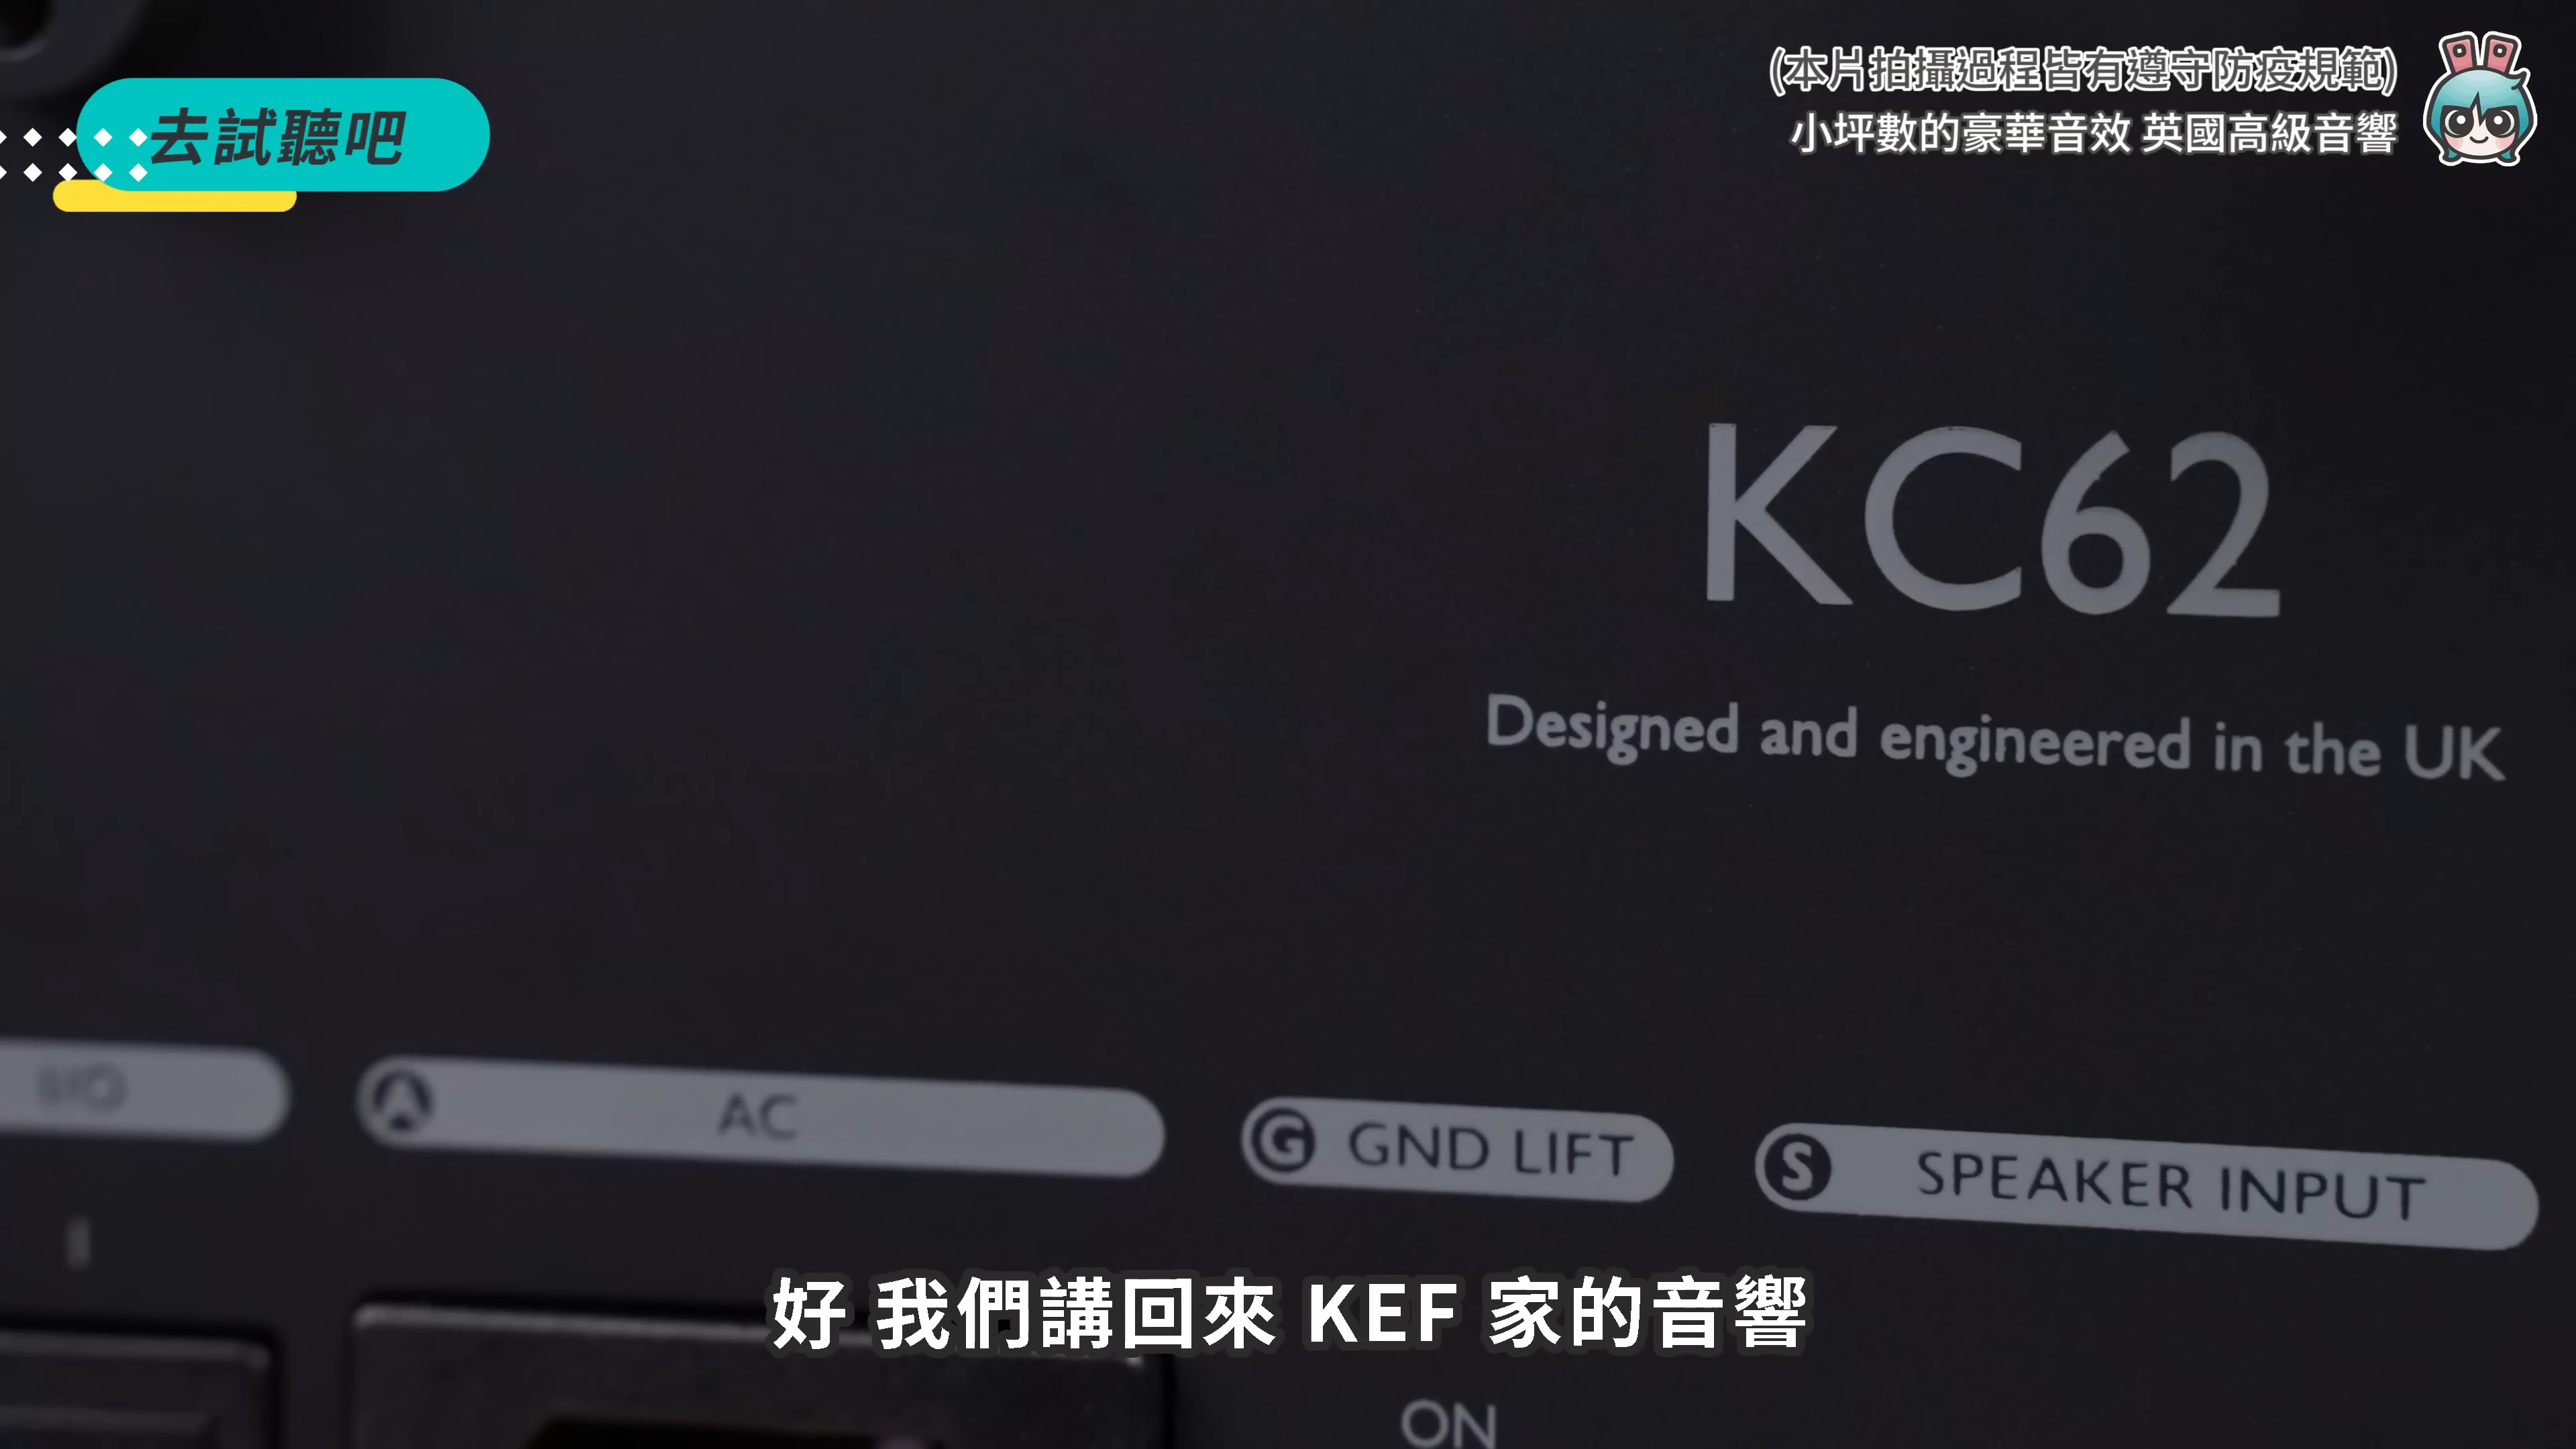 去試聽吧
(本片拍攝過程皆有遵守防疫規範)
小坪數的豪華音效 英國高級音響
KC62
Designed and engineered in the UK
I/O
A AC
G GND LIFT
S SPEAKER INPUT
好 我們講回來 KEF 家的音響
ON